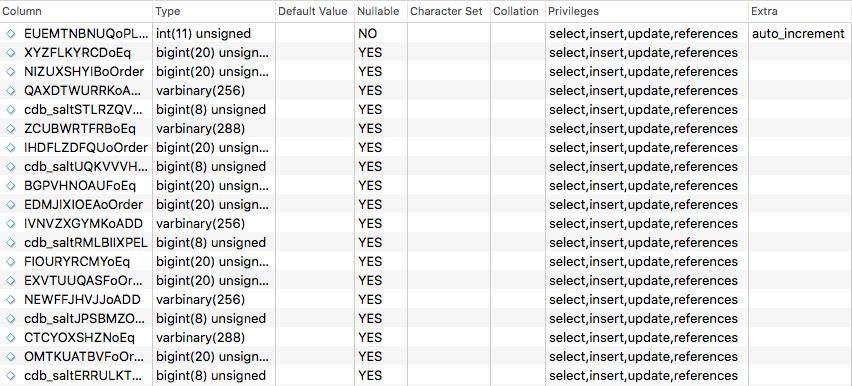 Column Type Default Value Nullable Character Set Collation Privileges Extra
EUEMTNBNUQoPL... int(11) unsigned NO select,insert,update,references auto_increment
XYZFLKYRCDoEq bigint(20) unsign... YES select,insert,update,references
NIZUXSHYIBoOrder bigint(20) unsign... YES select,insert,update,references
QAXDTWURRKoA... varbinary(256) YES select,insert,update,references
cdb_saltSTLRZQV... bigint(8) unsigned YES select,insert,update,references
ZCUBWRTFRBoEq varbinary(288) YES select,insert,update,references
IHDFLZDFQUoOrder bigint(20) unsign... YES select,insert,update,references
cdb_saltUQKVVVH... bigint(8) unsigned YES select,insert,update,references
BGPVHNOAUFoEq bigint(20) unsign... YES select,insert,update,references
EDMJIXIOEAoOrder bigint(20) unsign... YES select,insert,update,references
IVNVZXGYMKoADD varbinary(256) YES select,insert,update,references
cdb_saltRMLBIIXPEL bigint(8) unsigned YES select,insert,update,references
FIOURYRCMYoEq bigint(20) unsign... YES select,insert,update,references
EXVTUUQASFoOr... bigint(20) unsign... YES select,insert,update,references
NEWFFJHVJJoADD varbinary(256) YES select,insert,update,references
cdb_saltJPSBMZO... bigint(8) unsigned YES select,insert,update,references
CTCYOXSHZNoEq varbinary(288) YES select,insert,update,references
OMTKUATBVFoOr... bigint(20) unsign... YES select,insert,update,references
cdb_saltERRULKT... bigint(8) unsigned YES select,insert,update,references